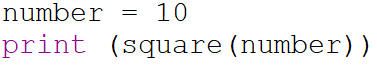 number = 10
print (square(number))